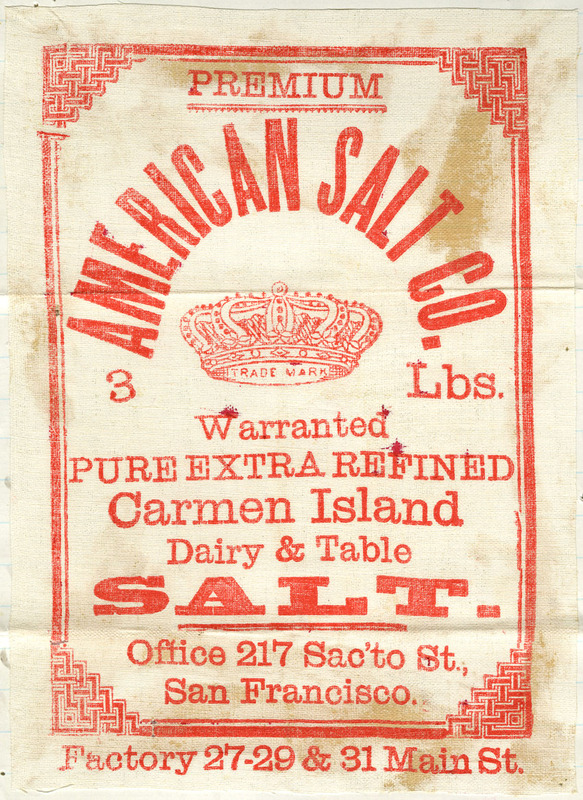 PREMIUM
AMERICAN SALT CO.
TRADE MARK
3 Lbs.
Warranted
PURE EXTRA REFINED
Carmen Island
Dairy & Table
SALT.
Office 217 Sac'to St.,
San Francisco.
Factory 27-29 & 31 Main St.